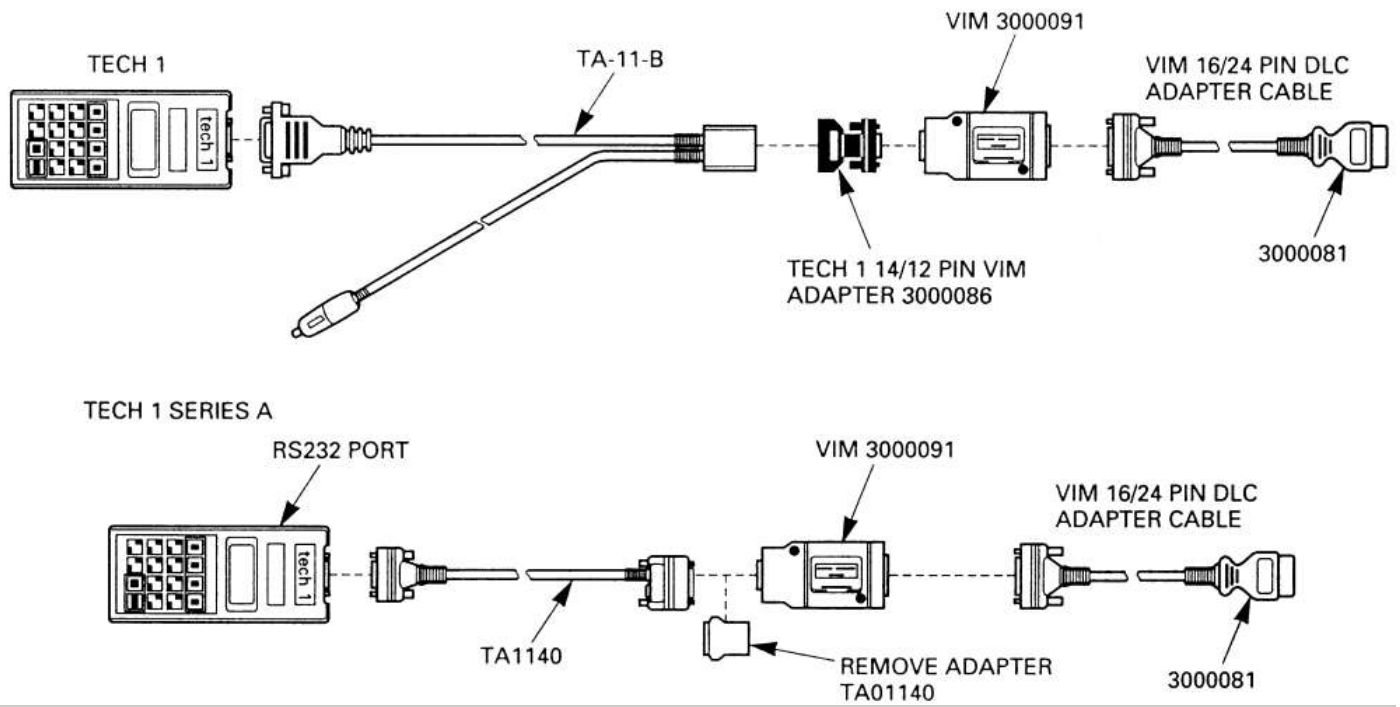 VIM 3000091
TECH 1
TA-11-B
VIM 16/24 PIN DLC
ADAPTER CABLE
tech 1
3000081
TECH 1 14/12 PIN VIM
ADAPTER 3000086
TECH 1 SERIES A
RS232 PORT
VIM 3000091
VIM 16/24 PIN DLC
ADAPTER CABLE
tech 1
TA1140
REMOVE ADAPTER
TA01140
3000081